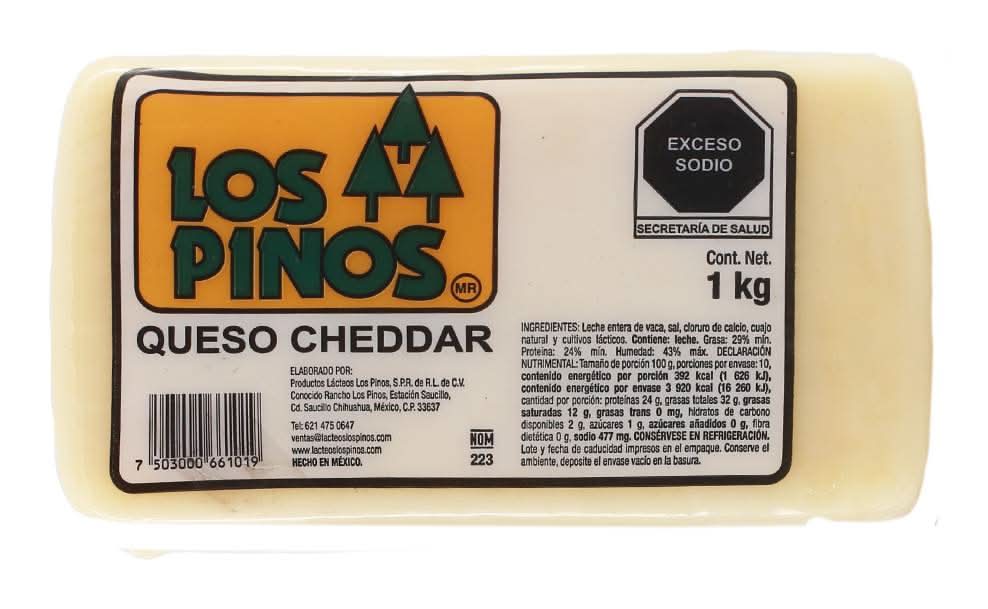 LOS
PINOS
MR
QUESO CHEDDAR
ELABORADO POR:
Productos Lácteos Los Pinos, S.P.R. de R.L. de C.V.
Conocido Rancho Los Pinos, Estación Saucillo,
Cd. Saucillo Chihuahua, México, C.P. 33637
Tel: 621 475 0647
ventas@lacteoslospinos.com
www.lacteoslospinos.com
HECHO EN MÉXICO.
7 503000 661019
NOM
223
EXCESO
SODIO
SECRETARÍA DE SALUD
Cont. Net.
1 kg
INGREDIENTES: Leche entera de vaca, sal, cloruro de calcio, cuajo
natural y cultivos lácticos. Contiene: leche. Grasa: 29% mín.
Proteína: 24% mín. Humedad: 43% máx. DECLARACIÓN
NUTRIMENTAL: Tamaño de porción 100 g, porciones por envase: 10,
contenido energético por porción 392 kcal (1 626 kJ),
contenido energético por envase 3 920 kcal (16 260 kJ),
cantidad por porción: proteínas 24 g, grasas totales 32 g, grasas
saturadas 12 g, grasas trans 0 mg, hidratos de carbono
disponibles 2 g, azúcares 1 g, azúcares añadidos 0 g, fibra
dietética 0 g, sodio 477 mg. CONSÉRVESE EN REFRIGERACIÓN.
Lote y fecha de caducidad impresos en el empaque. Conserve el
ambiente, deposite el envase vacío en la basura.